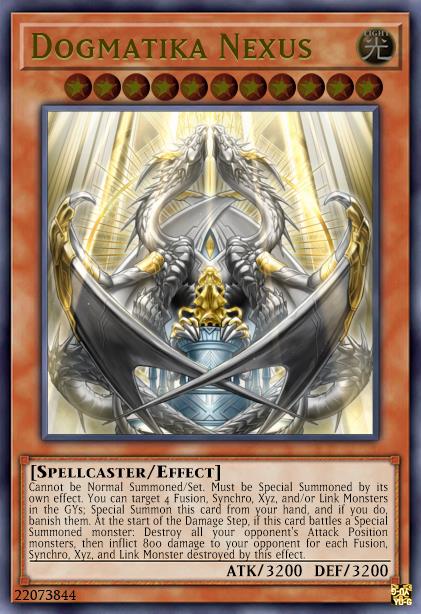 Dogmatika Nexus
LIGHT
光
[Spellcaster/Effect]
Cannot be Normal Summoned/Set. Must be Special Summoned by its
own effect. You can target 4 Fusion, Synchro, Xyz, and/or Link Monsters
in the GYs; Special Summon this card from your hand, and if you do,
banish them. At the start of the Damage Step, if this card battles a Special
Summoned monster: Destroy all your opponent's Attack Position
monsters, then inflict 800 damage to your opponent for each Fusion,
Synchro, Xyz, and Link Monster destroyed by this effect.
ATK/3200 DEF/3200
22073844